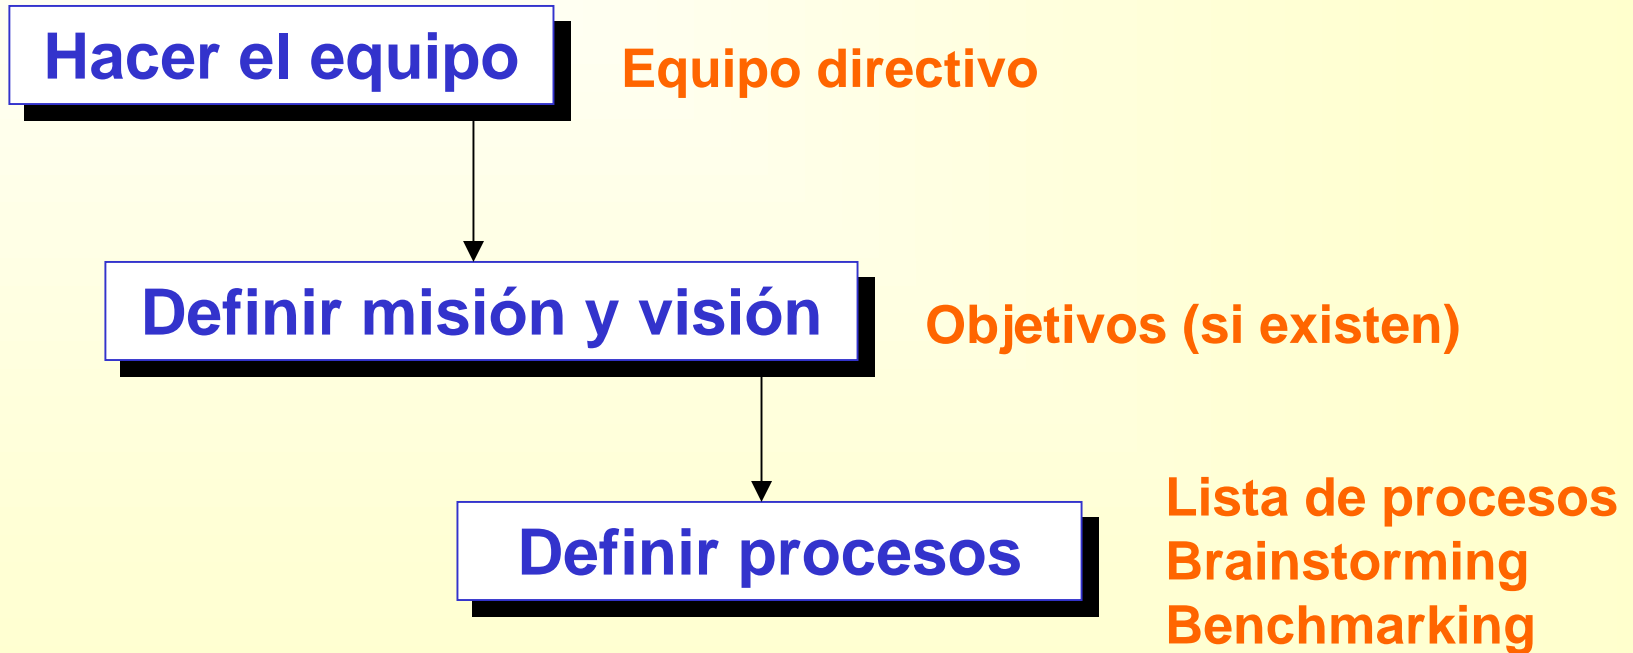 Hacer el equipo
Equipo directivo
Definir misión y visión
Objetivos (si existen)
Definir procesos
Lista de procesos
Brainstorming
Benchmarking